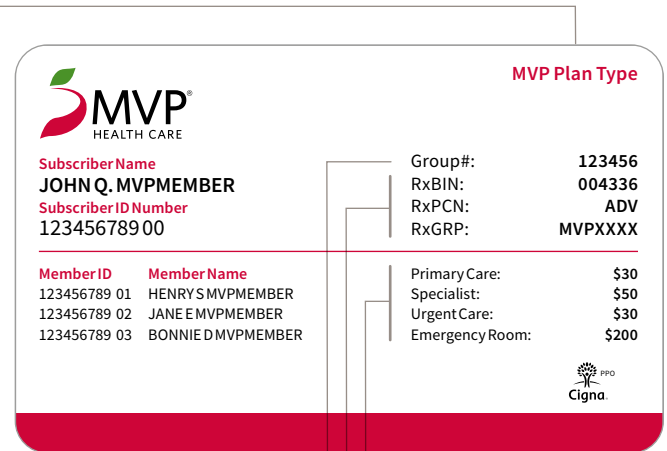 MVP Plan Type
MVP®
HEALTH CARE
Subscriber Name
JOHN Q. MVPMEMBER
Subscriber ID Number
123456789 00
Group#: 123456
RxBIN: 004336
RxPCN: ADV
RxGRP: MVPXXXX
Member ID Member Name
123456789 01 HENRY S MVPMEMBER
123456789 02 JANE E MVPMEMBER
123456789 03 BONNIE D MVPMEMBER
Primary Care: $30
Specialist: $50
Urgent Care: $30
Emergency Room: $200
PPO
Cigna.